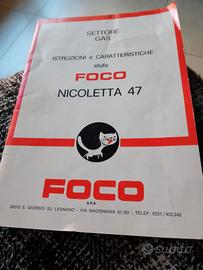 SETTORE
GAS
ISTRUZIONI e CARATTERISTICHE
stufa
FOCO
NICOLETTA 47
FOCO
S.P.A.
20010 S. GIORGIO SU LEGNANO - VIA MADONNINA 61/63 - TELEF. 0331 / 402.242
subito